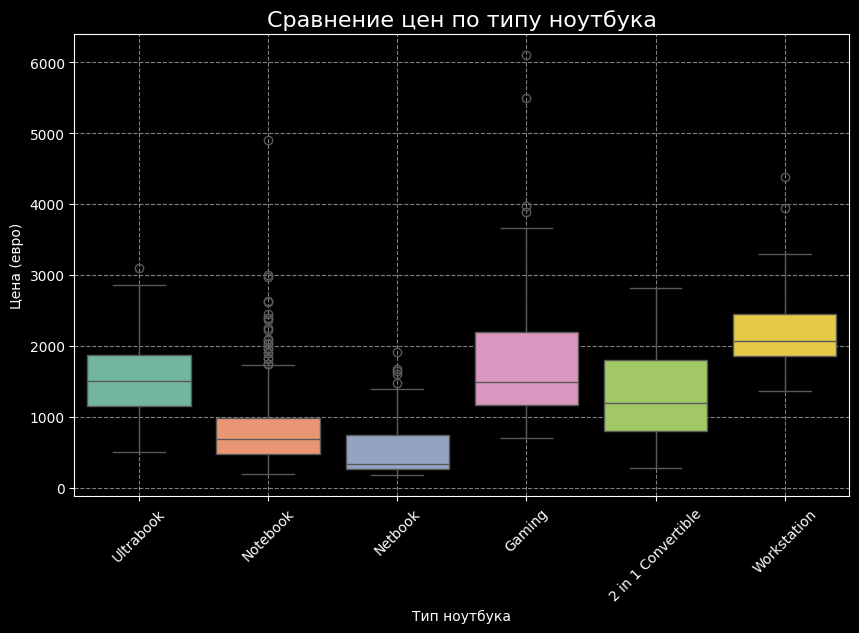 Сравнение цен по типу ноутбука
Цена (евро)
6000
5000
4000
3000
2000
1000
0
Ultrabook
Notebook
Netbook
Gaming
2 in 1 Convertible
Workstation
Тип ноутбука